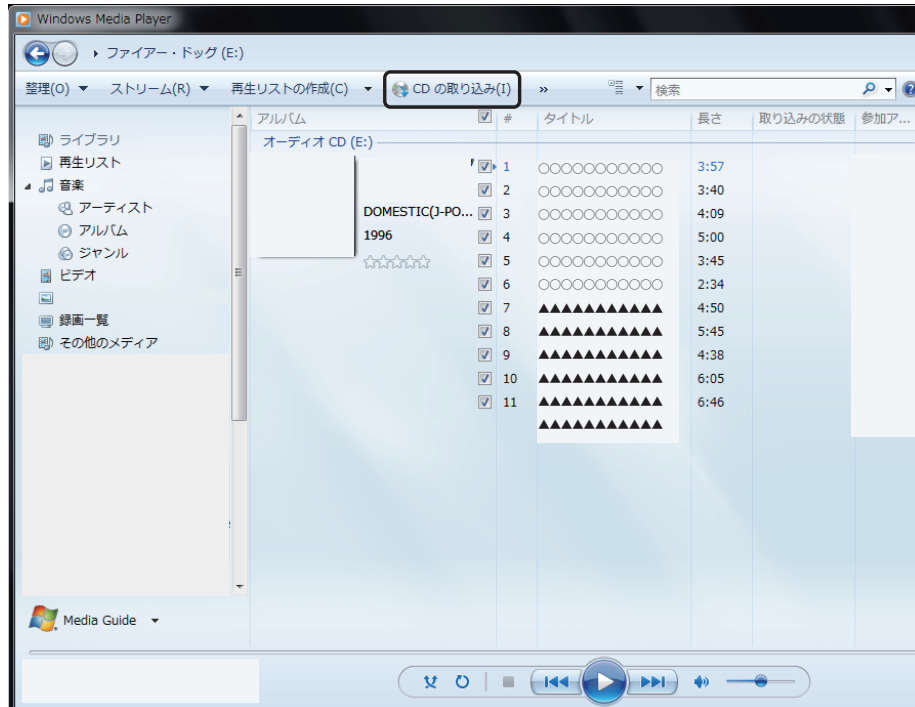 Windows Media Player
ファイアー・ドッグ (E:)
整理(O) ストリーム(R) 再生リストの作成(C) CD の取り込み(I) » 検索
アルバム # タイトル 長さ 取り込みの状態 参加ア...
オーディオ CD (E:)
ライブラリ
再生リスト
音楽
アーティスト
アルバム
ジャンル
ビデオ
録画一覧
その他のメディア
DOMESTIC(J-PO...
1996
1 ○○○○○○○○○○○ 3:57
2 ○○○○○○○○○○○ 3:40
3 ○○○○○○○○○○○ 4:09
4 ○○○○○○○○○○○ 5:00
5 ○○○○○○○○○○○ 3:45
6 ○○○○○○○○○○○ 2:34
7 ▲▲▲▲▲▲▲▲▲▲▲ 4:50
8 ▲▲▲▲▲▲▲▲▲▲▲ 5:45
9 ▲▲▲▲▲▲▲▲▲▲▲ 4:38
10 ▲▲▲▲▲▲▲▲▲▲▲ 6:05
11 ▲▲▲▲▲▲▲▲▲▲▲ 6:46
▲▲▲▲▲▲▲▲▲▲▲
Media Guide